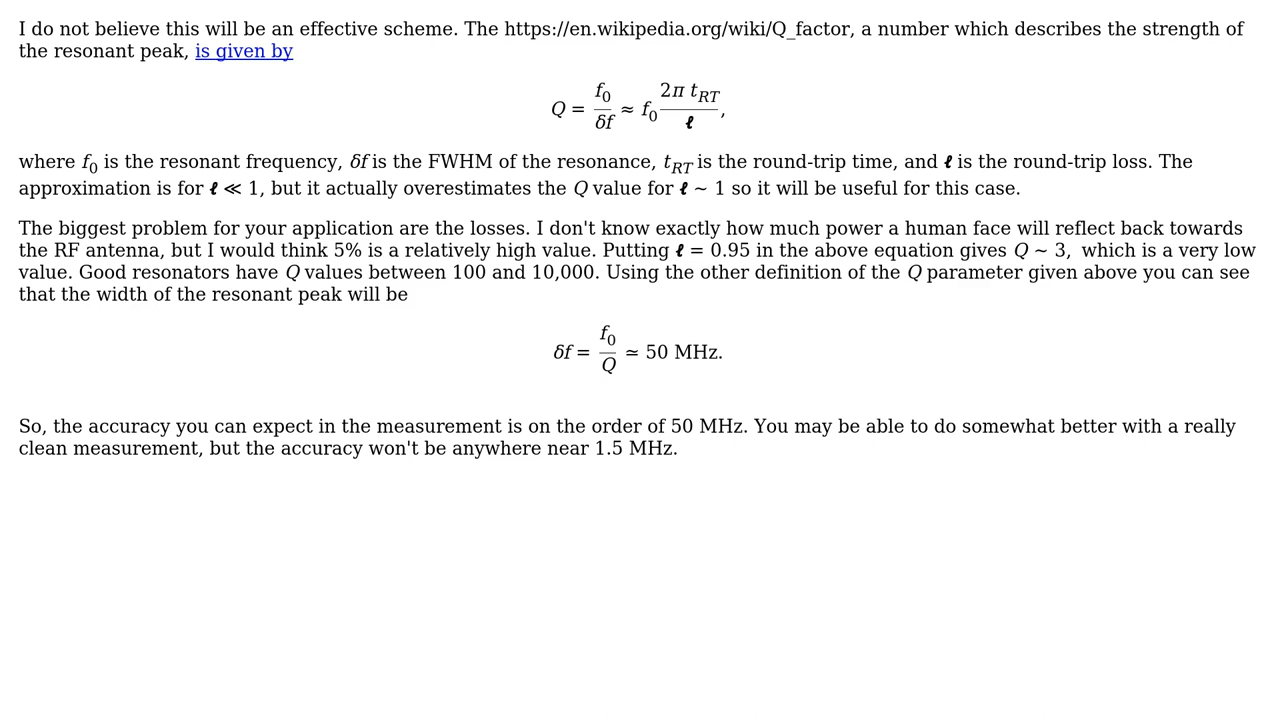 I do not believe this will be an effective scheme. The https://en.wikipedia.org/wiki/Q_factor, a number which describes the strength of
the resonant peak, is given by
Q = f₀/δf ≈ f₀ 2π t_RT/ℓ,
where f₀ is the resonant frequency, δf is the FWHM of the resonance, t_RT is the round-trip time, and ℓ is the round-trip loss. The
approximation is for ℓ ≪ 1, but it actually overestimates the Q value for ℓ ∼ 1 so it will be useful for this case.
The biggest problem for your application are the losses. I don't know exactly how much power a human face will reflect back towards
the RF antenna, but I would think 5% is a relatively high value. Putting ℓ = 0.95 in the above equation gives Q ∼ 3, which is a very low
value. Good resonators have Q values between 100 and 10,000. Using the other definition of the Q parameter given above you can see
that the width of the resonant peak will be
δf = f₀/Q ≃ 50 MHz.
So, the accuracy you can expect in the measurement is on the order of 50 MHz. You may be able to do somewhat better with a really
clean measurement, but the accuracy won't be anywhere near 1.5 MHz.